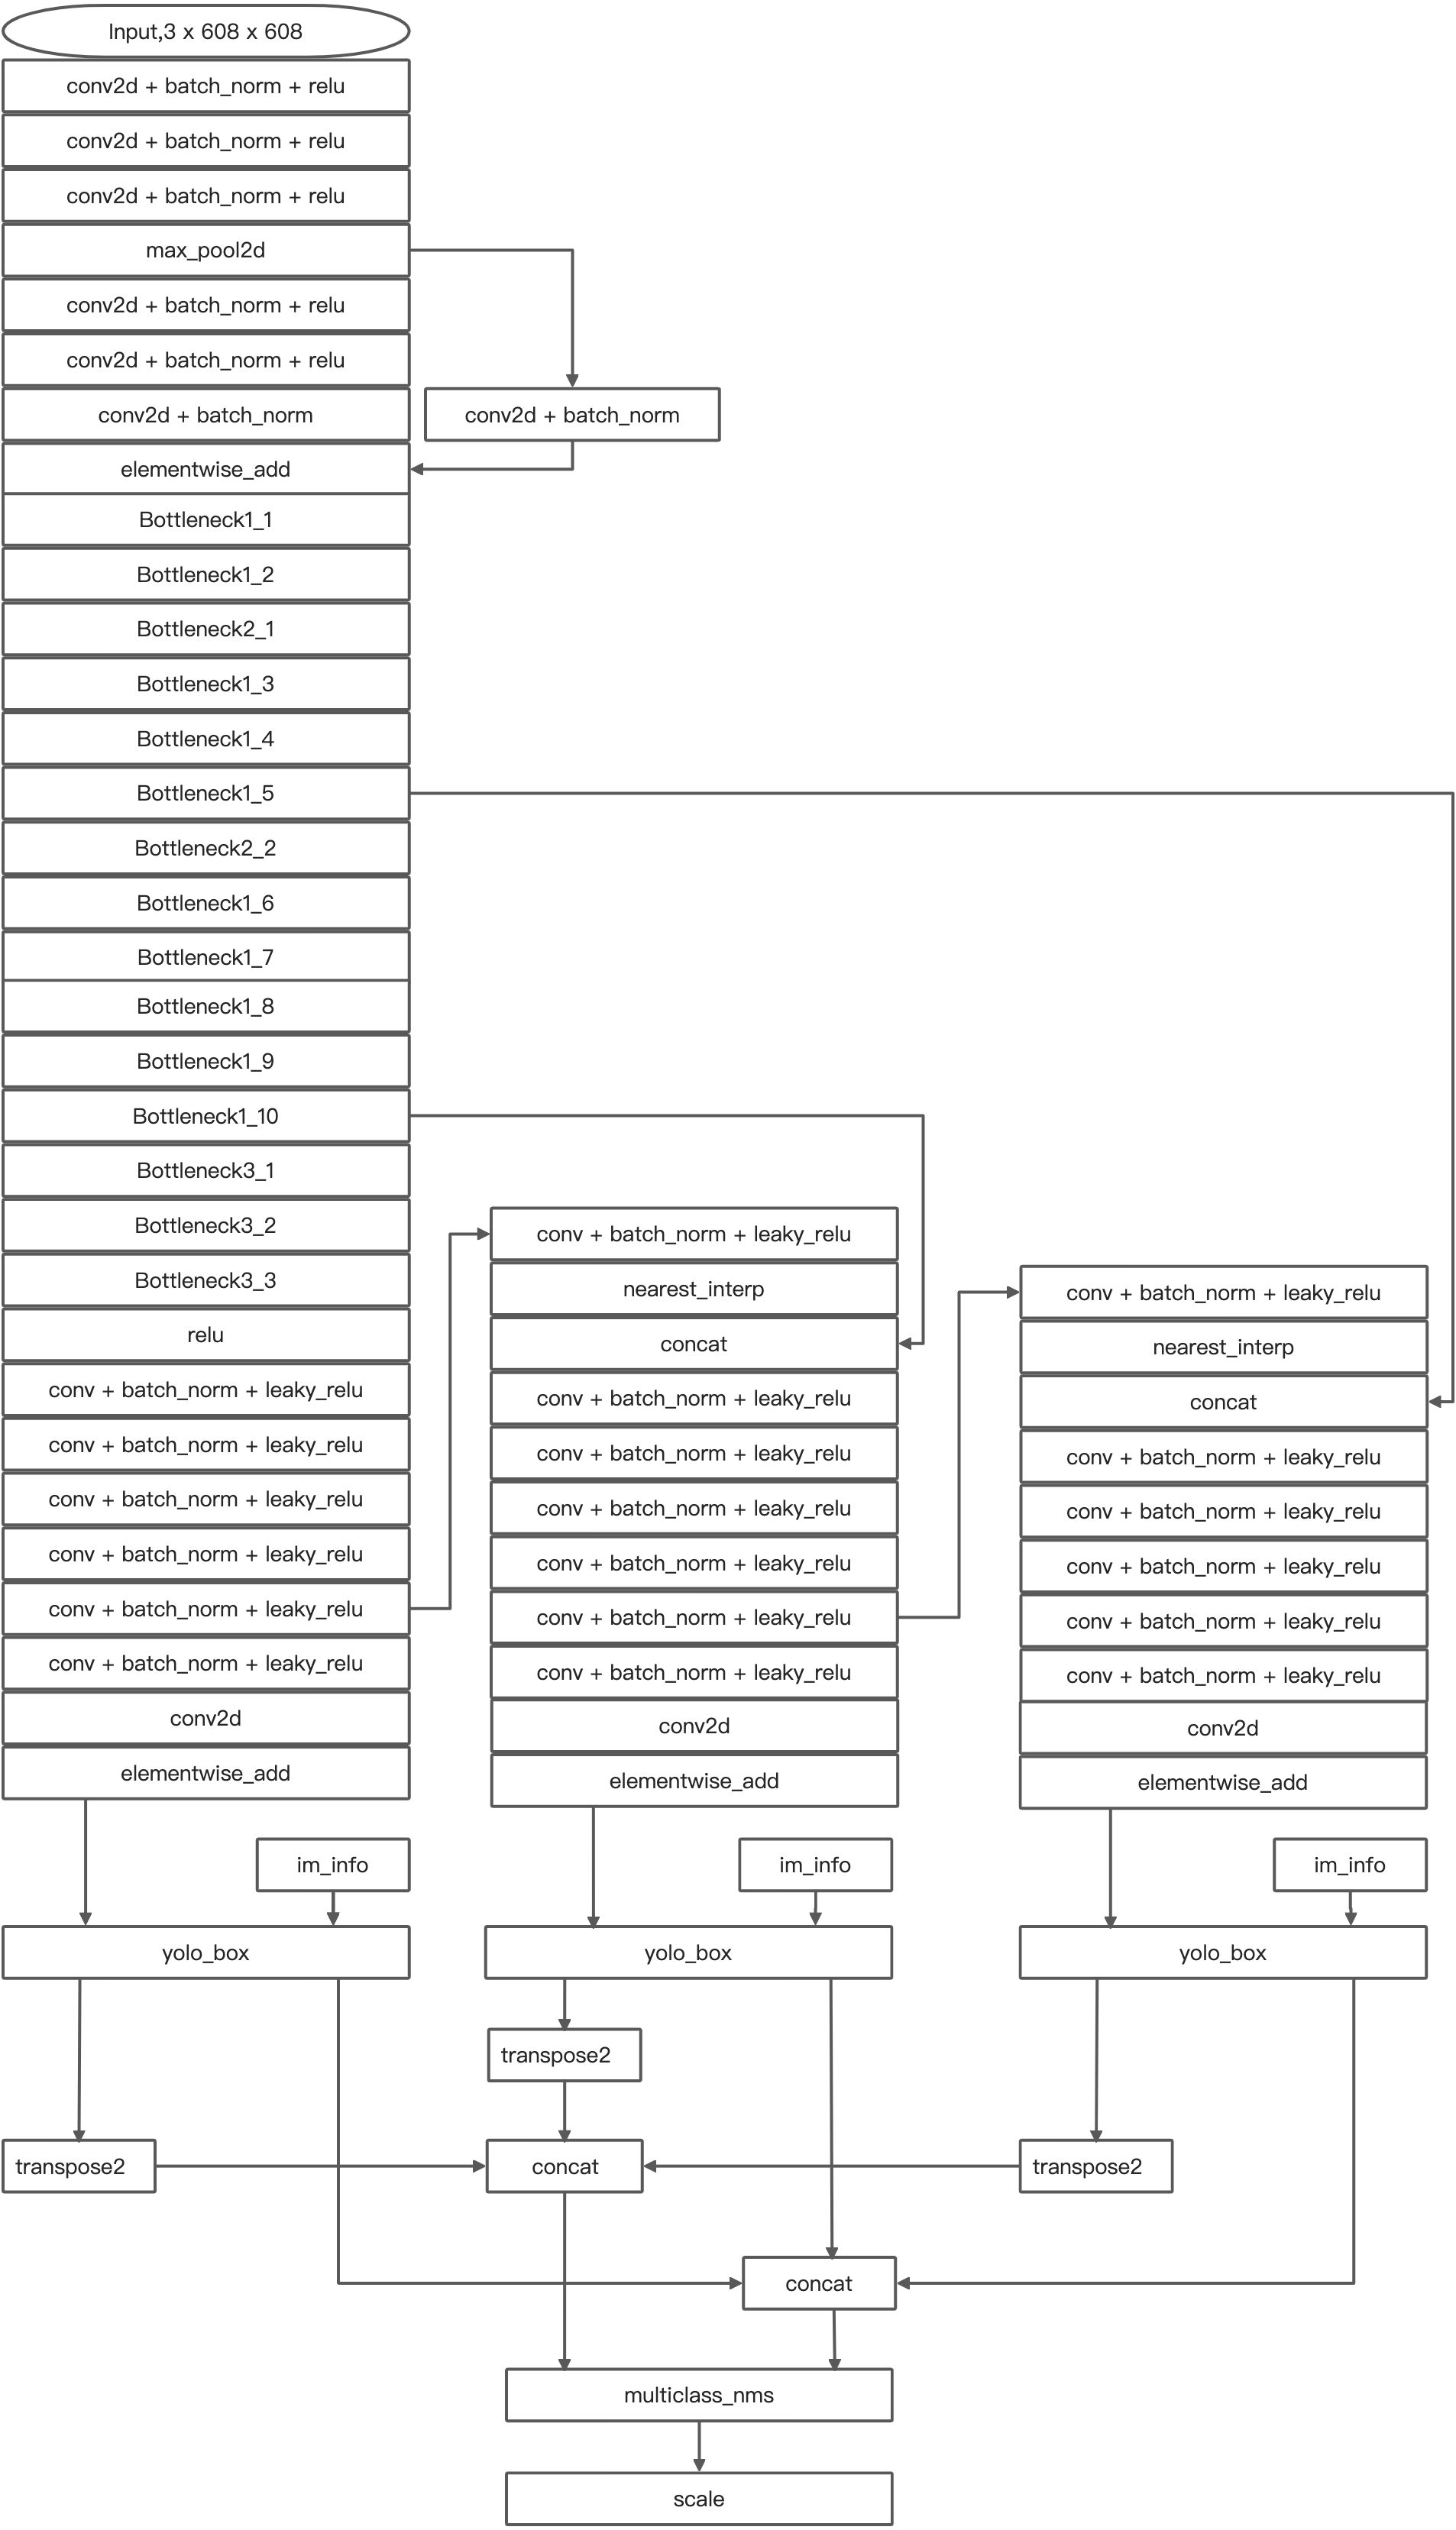 Input,3 x 608 x 608
conv2d + batch_norm + relu
conv2d + batch_norm + relu
conv2d + batch_norm + relu
max_pool2d
conv2d + batch_norm + relu
conv2d + batch_norm + relu
conv2d + batch_norm
conv2d + batch_norm
elementwise_add
Bottleneck1_1
Bottleneck1_2
Bottleneck2_1
Bottleneck1_3
Bottleneck1_4
Bottleneck1_5
Bottleneck2_2
Bottleneck1_6
Bottleneck1_7
Bottleneck1_8
Bottleneck1_9
Bottleneck1_10
Bottleneck3_1
Bottleneck3_2
Bottleneck3_3
relu
conv + batch_norm + leaky_relu
conv + batch_norm + leaky_relu
conv + batch_norm + leaky_relu
conv + batch_norm + leaky_relu
conv + batch_norm + leaky_relu
conv + batch_norm + leaky_relu
conv2d
elementwise_add
im_info
yolo_box
transpose2
conv + batch_norm + leaky_relu
nearest_interp
concat
conv + batch_norm + leaky_relu
conv + batch_norm + leaky_relu
conv + batch_norm + leaky_relu
conv + batch_norm + leaky_relu
conv + batch_norm + leaky_relu
conv + batch_norm + leaky_relu
conv2d
elementwise_add
im_info
yolo_box
transpose2
concat
conv + batch_norm + leaky_relu
nearest_interp
concat
conv + batch_norm + leaky_relu
conv + batch_norm + leaky_relu
conv + batch_norm + leaky_relu
conv + batch_norm + leaky_relu
conv + batch_norm + leaky_relu
conv2d
elementwise_add
im_info
yolo_box
transpose2
concat
multiclass_nms
scale